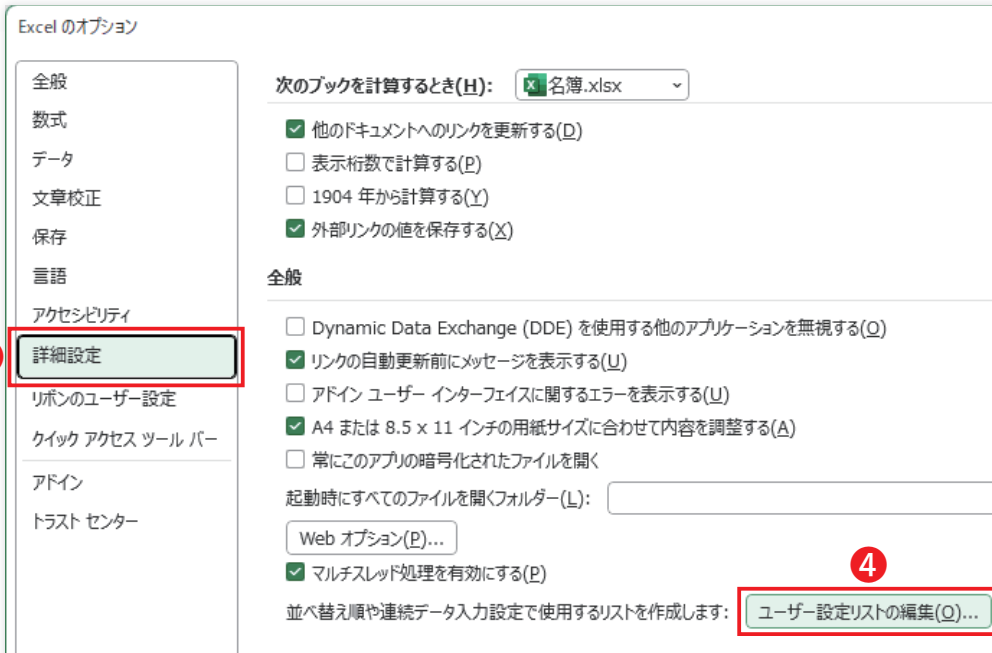 Excel のオプション
全般
数式
データ
文章校正
保存
言語
アクセシビリティ
詳細設定
リボンのユーザー設定
クイック アクセス ツール バー
アドイン
トラスト センター
次のブックを計算するとき(H): 名簿.xlsx
他のドキュメントへのリンクを更新する(D)
表示桁数で計算する(P)
1904 年から計算する(Y)
外部リンクの値を保存する(X)
全般
Dynamic Data Exchange (DDE) を使用する他のアプリケーションを無視する(O)
リンクの自動更新前にメッセージを表示する(U)
アドイン ユーザー インターフェイスに関するエラーを表示する(U)
A4 または 8.5 x 11 インチの用紙サイズに合わせて内容を調整する(A)
常にこのアプリの暗号化されたファイルを開く
起動時にすべてのファイルを開くフォルダー(L):
Web オプション(P)...
マルチスレッド処理を有効にする(P)
4
並べ替え順や連続データ入力設定で使用するリストを作成します: ユーザー設定リストの編集(O)...